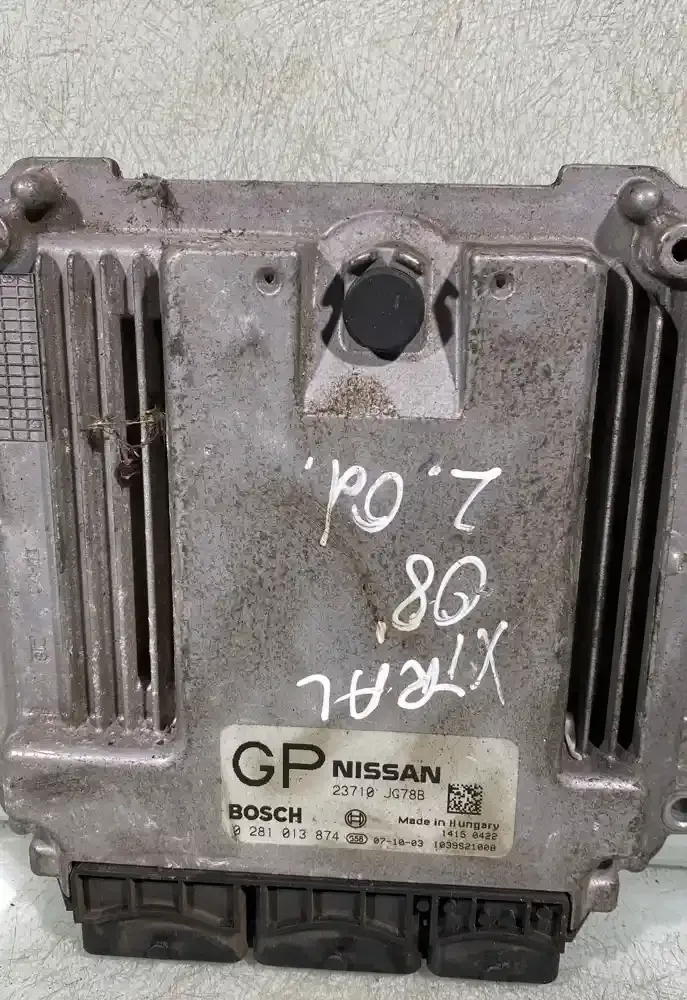 2.0d.
08
XTRAL
GP NISSAN
23710 JG78B
BOSCH Made in Hungary
1415 0422
0 281 013 874 07-10-03 1039S21008